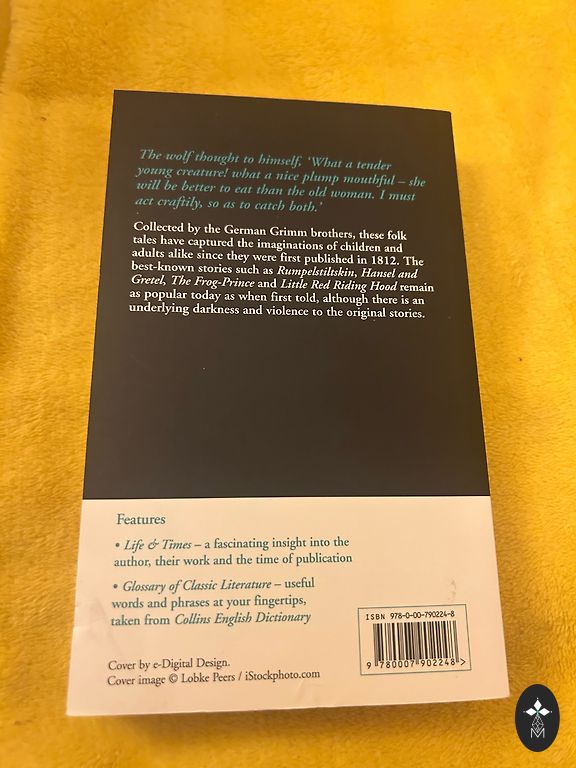 The wolf thought to himself, 'What a tender
young creature! what a nice plump mouthful – she
will be better to eat than the old woman. I must
act craftily, so as to catch both.'
Collected by the German Grimm brothers, these folk
tales have captured the imaginations of children and
adults alike since they were first published in 1812. The
best-known stories such as Rumpelstiltskin, Hansel and
Gretel, The Frog-Prince and Little Red Riding Hood remain
as popular today as when first told, although there is an
underlying darkness and violence to the original stories.
Features
• Life & Times – a fascinating insight into the
author, their work and the time of publication
• Glossary of Classic Literature – useful
words and phrases at your fingertips,
taken from Collins English Dictionary
Cover by e-Digital Design.
Cover image © Lobke Peers / iStockphoto.com
ISBN 978-0-00-790224-8
9 780007 902248 >
M